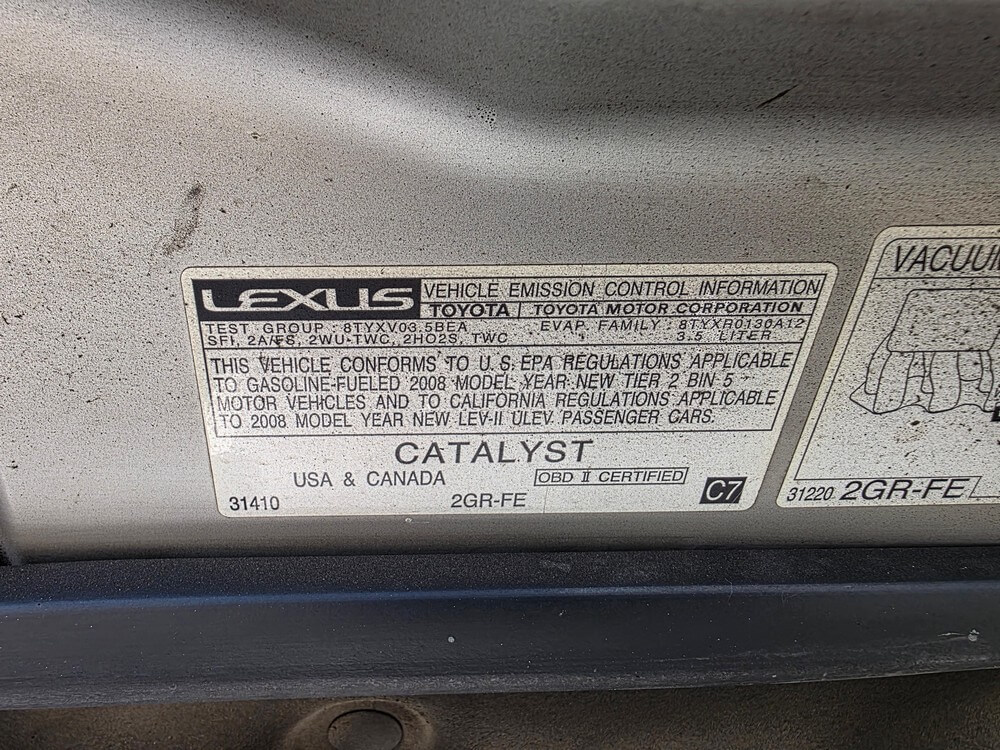 LEXUS
VEHICLE EMISSION CONTROL INFORMATION
TOYOTA
TOYOTA MOTOR CORPORATION
TEST GROUP : 8TYXV03.5BEA
EVAP. FAMILY : 8TYXR0130A12
SFI, 2A/FS, 2WU-TWC, 2HO2S, TWC
3.5 LITER
THIS VEHICLE CONFORMS TO U.S. EPA REGULATIONS APPLICABLE
TO GASOLINE-FUELED 2008 MODEL YEAR NEW TIER 2 BIN 5
MOTOR VEHICLES AND TO CALIFORNIA REGULATIONS APPLICABLE
TO 2008 MODEL YEAR NEW LEV-II ULEV PASSENGER CARS.
CATALYST
USA & CANADA
OBD II CERTIFIED
31410
2GR-FE
C7
31220 2GR-FE